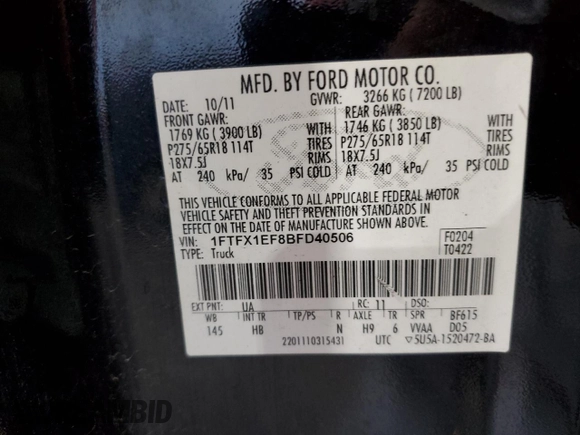 MFD. BY FORD MOTOR CO.
DATE: 10/11 GVWR: 3266 KG ( 7200 LB)
FRONT GAWR: REAR GAWR:
1769 KG (3900 LB) WITH 1746 KG ( 3850 LB) WITH
P275/65R18 114T TIRES P275/65R18 114T TIRES
18X7.5J RIMS 18X7.5J RIMS
AT 240 kPa/ 35 PSI COLD AT 240 kPa/ 35 PSI COLD
THIS VEHICLE CONFORMS TO ALL APPLICABLE FEDERAL MOTOR
VEHICLE SAFETY AND THEFT PREVENTION STANDARDS IN
EFFECT ON THE DATE OF MANUFACTURE SHOWN ABOVE.
VIN: 1FTFX1EF8BFD40506 F0204
TYPE: Truck T0422
EXT PNT: UA RC: 11 DSO:
WB INT TR TP/PS R AXLE TR SPR BF615
145 HB N H9 6 VVAA D05
2201110315431 UTC 5U5A-1520472-BA